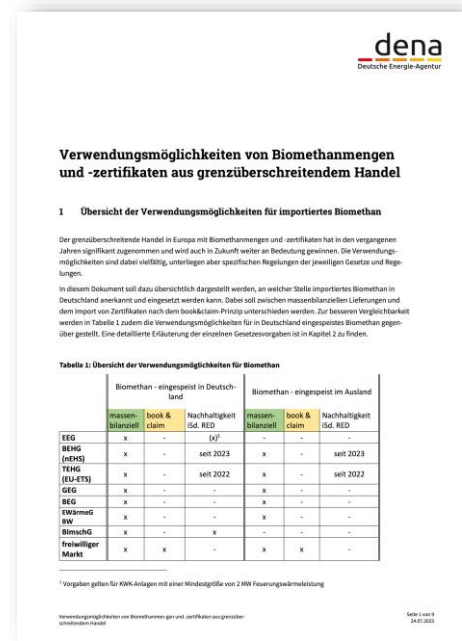 dena
Deutsche Energie-Agentur
Verwendungsmöglichkeiten von Biomethanmengen
und -zertifikaten aus grenzüberschreitendem Handel
1 Übersicht der Verwendungsmöglichkeiten für importiertes Biomethan
Der grenzüberschreitende Handel in Europa mit Biomethanmengen und -zertifikaten hat in den vergangenen
Jahren signifikant zugenommen und wird auch in Zukunft weiter an Bedeutung gewinnen. Die Verwendungs-
möglichkeiten sind dabei vielfältig, unterliegen aber spezifischen Regelungen der jeweiligen Gesetze und Rege-
lungen.
In diesem Dokument soll dazu übersichtlich dargestellt werden, an welcher Stelle importiertes Biomethan in
Deutschland anerkannt und eingesetzt werden kann. Dabei soll zwischen massenbilanziellen Lieferungen und
dem Import von Zertifikaten nach dem book&claim-Prinzip unterschieden werden. Zur besseren Vergleichbarkeit
werden in Tabelle 1 zudem die Verwendungsmöglichkeiten für in Deutschland eingespeistes Biomethan gegen-
über gestellt. Eine detaillierte Erläuterung der einzelnen Gesetzesvorgaben ist in Kapitel 2 zu finden.
Tabelle 1: Übersicht der Verwendungsmöglichkeiten für Biomethan
Biomethan - eingespeist in Deutsch-
land
Biomethan - eingespeist im Ausland
massen- book & Nachhaltigkeit massen- book & Nachhaltigkeit
bilanziell claim iSd. RED bilanziell claim iSd. RED
EEG x - (x)¹ - - -
BEHG
(nEHS) x - seit 2023 x - seit 2023
TEHG
(EU-ETS) x - seit 2022 x - seit 2022
GEG x - - x - -
BEG x - - x - -
EWärmeG
BW x - - x - -
BImschG x - x x - -
freiwilliger
Markt x x - x x -
¹ Vorgaben gelten für KWK-Anlagen mit einer Mindestgröße von 2 MW Feuerungswärmeleistung
Verwendungsmöglichkeiten von Biomethanmen-gen und -zertifikaten aus grenzüber-
schreitendem Handel
Seite 1 von 9
24.07.2023